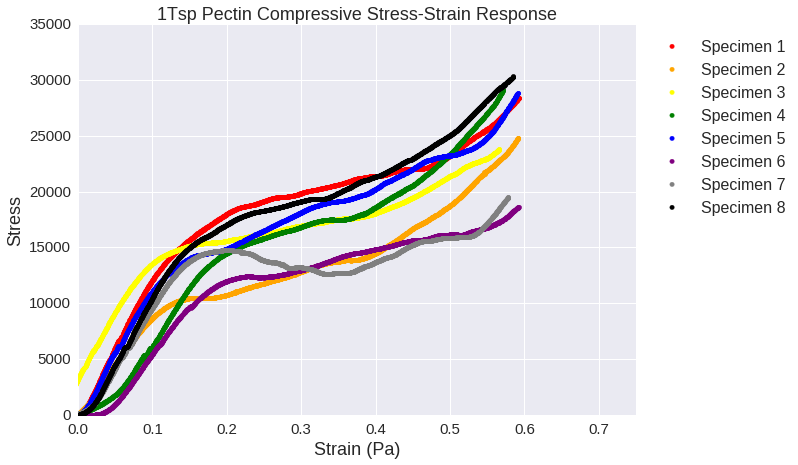 1Tsp Pectin Compressive Stress-Strain Response
35000
30000
25000
20000
15000
10000
5000
0
Stress
0.0 0.1 0.2 0.3 0.4 0.5 0.6 0.7
Strain (Pa)
Specimen 1
Specimen 2
Specimen 3
Specimen 4
Specimen 5
Specimen 6
Specimen 7
Specimen 8